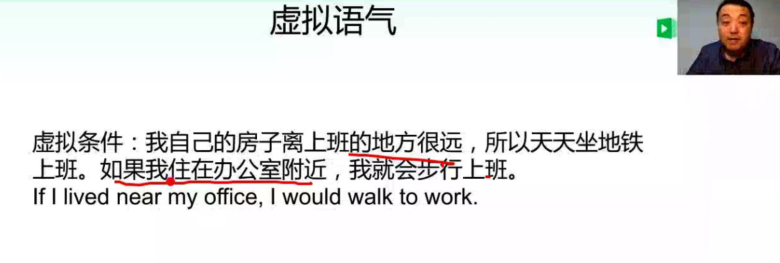 虚拟语气
虚拟条件：我自己的房子离上班的地方很远，所以天天坐地铁
上班。如果我住在办公室附近，我就会步行上班。
If I lived near my office, I would walk to work.